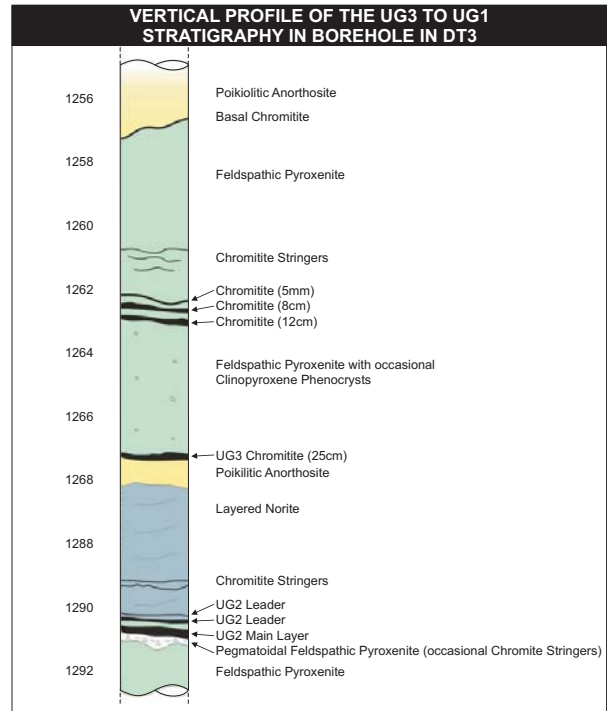 VERTICAL PROFILE OF THE UG3 TO UG1
STRATIGRAPHY IN BOREHOLE IN DT3
1256
Poikiolitic Anorthosite
Basal Chromitite
1258
Feldspathic Pyroxenite
1260
Chromitite Stringers
1262
Chromitite (5mm)
Chromitite (8cm)
Chromitite (12cm)
1264
Feldspathic Pyroxenite with occasional
Clinopyroxene Phenocrysts
1266
UG3 Chromitite (25cm)
Poikilitic Anorthosite
1268
Layered Norite
1288
Chromitite Stringers
1290
UG2 Leader
UG2 Leader
UG2 Main Layer
Pegmatoidal Feldspathic Pyroxenite (occasional Chromite Stringers)
1292
Feldspathic Pyroxenite